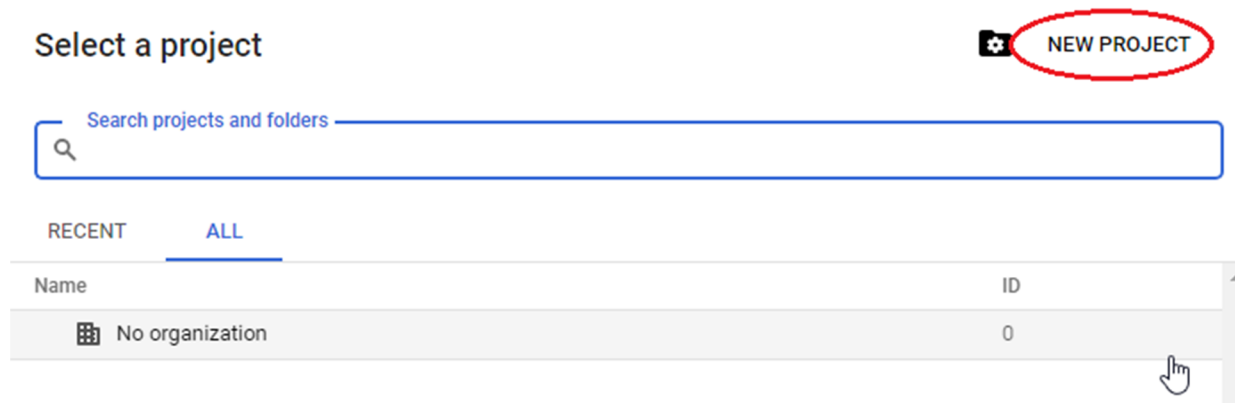 Select a project
NEW PROJECT
Search projects and folders
RECENT ALL
Name ID
No organization 0